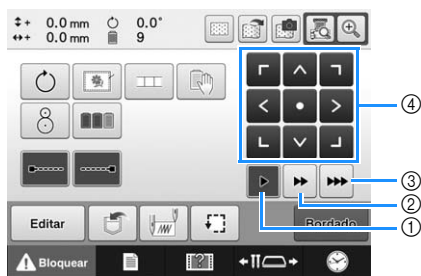 + 0.0 mm 0.0°
+ 0.0 mm 9
④
③
②
①
Editar Bordado
Bloquear